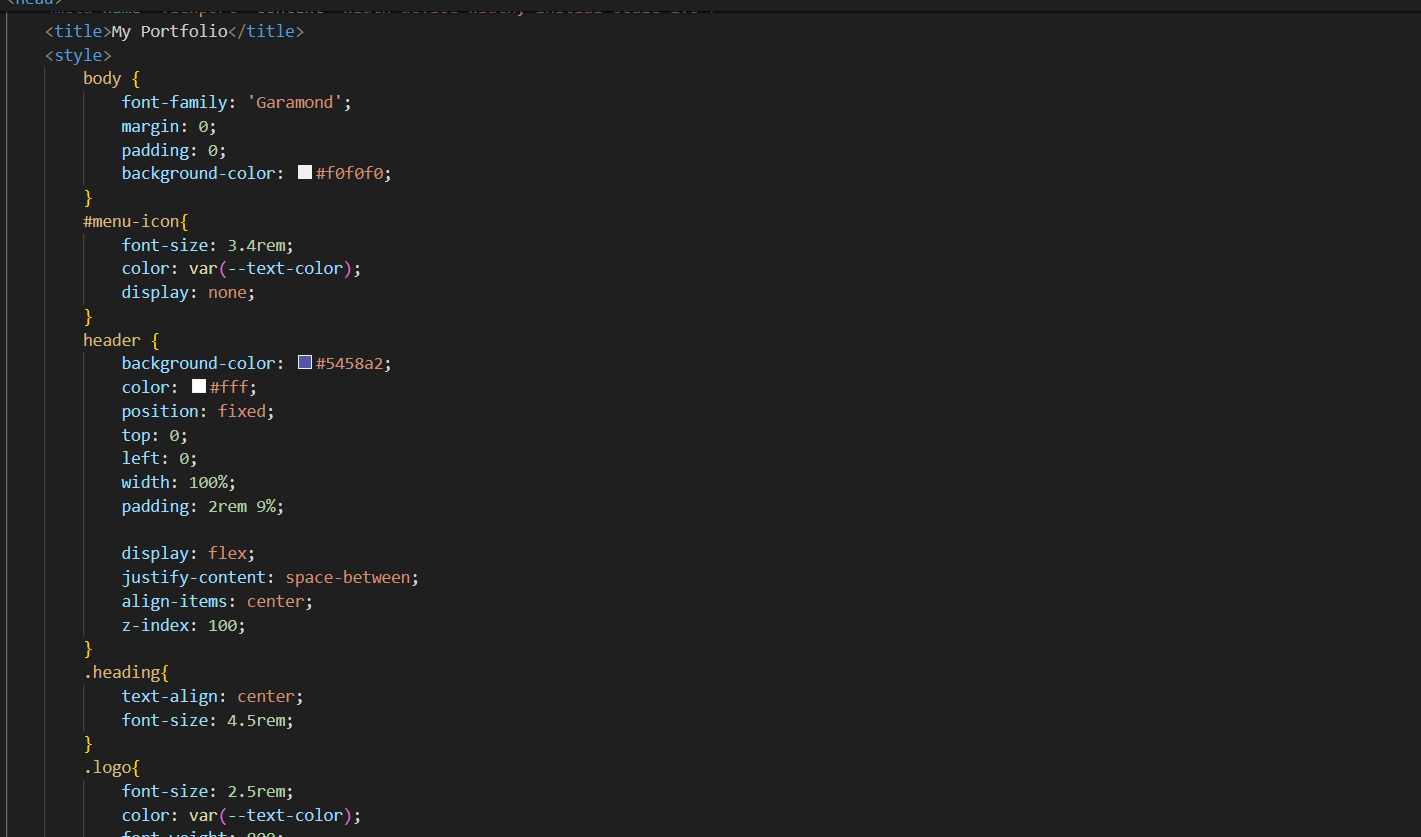 <head>
<title>My Portfolio</title>
<style>
body {
font-family: 'Garamond';
margin: 0;
padding: 0;
background-color: #f0f0f0;
}
#menu-icon{
font-size: 3.4rem;
color: var(--text-color);
display: none;
}
header {
background-color: #5458a2;
color: #fff;
position: fixed;
top: 0;
left: 0;
width: 100%;
padding: 2rem 9%;
display: flex;
justify-content: space-between;
align-items: center;
z-index: 100;
}
.heading{
text-align: center;
font-size: 4.5rem;
}
.logo{
font-size: 2.5rem;
color: var(--text-color);